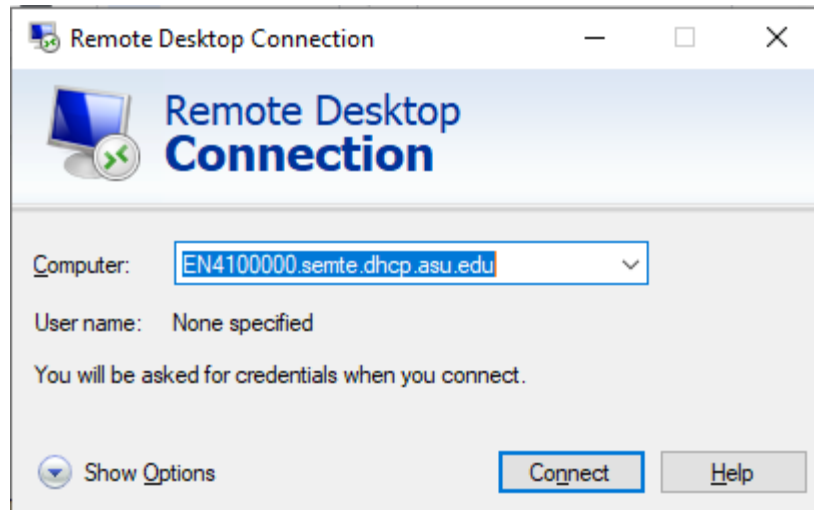 Remote Desktop Connection
Remote Desktop
Connection
Computer: EN4100000.semte.dhcp.asu.edu
User name: None specified
You will be asked for credentials when you connect.
Show Options Connect Help